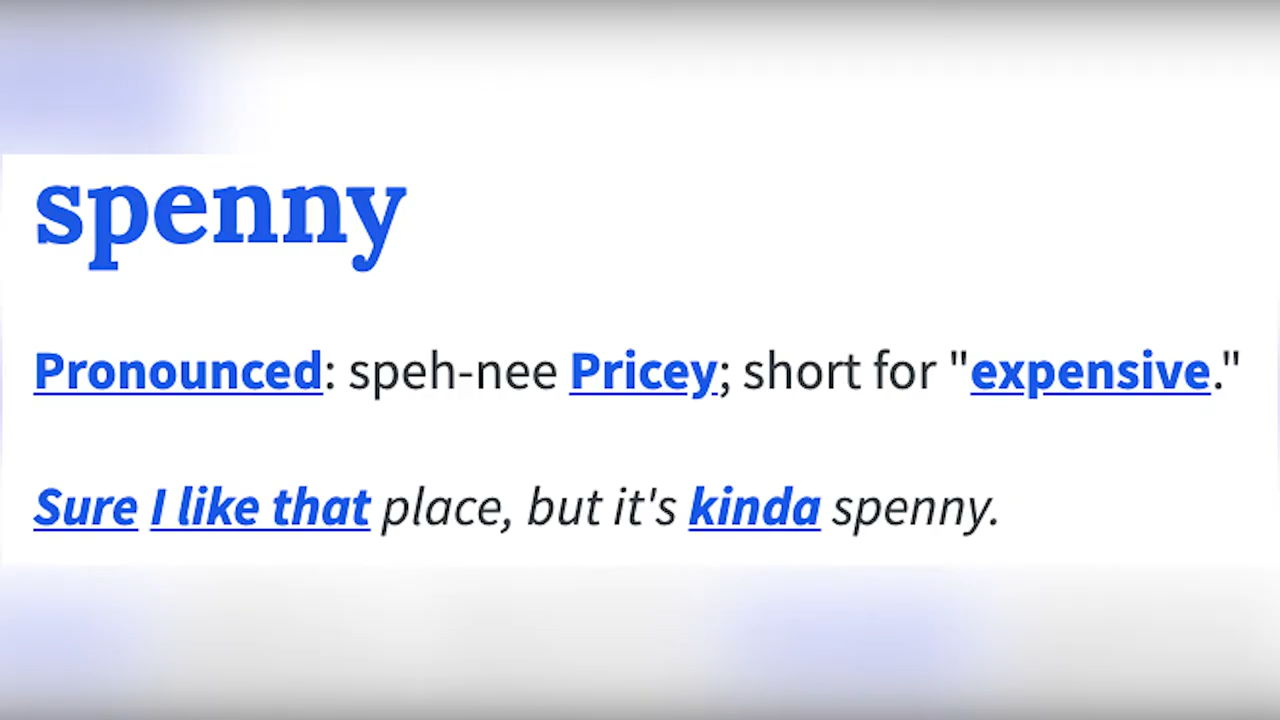 spenny
Pronounced: speh-nee Pricey; short for "expensive."
Sure I like that place, but it's kinda spenny.